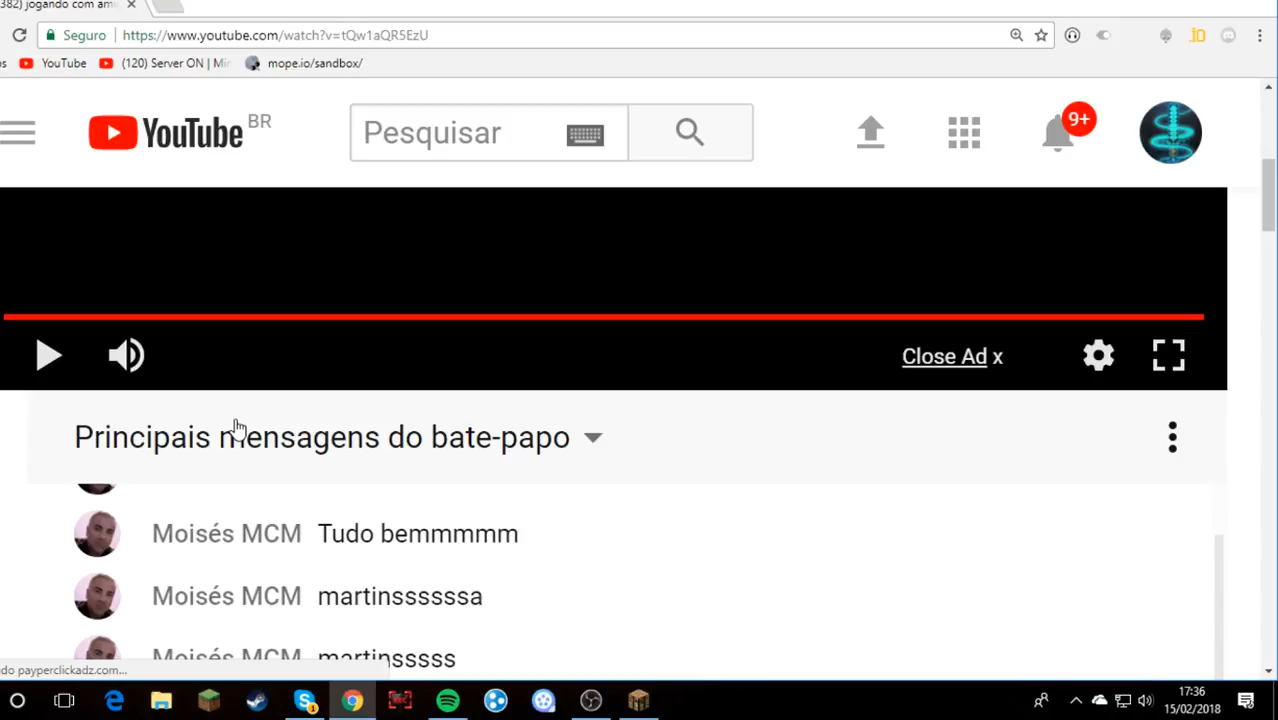 382) jogando com ami
Seguro | https://www.youtube.com/watch?v=tQw1aQR5EzU
s YouTube (120) Server ON | Min mope.io/sandbox/
YouTube BR Pesquisar 9+
Close Ad x
Principais mensagens do bate-papo
Moisés MCM Tudo bemmmmm
Moisés MCM martinsssssssa
Moisés MCM martinsssss
do payperclickadz.com...
17:36
15/02/2018